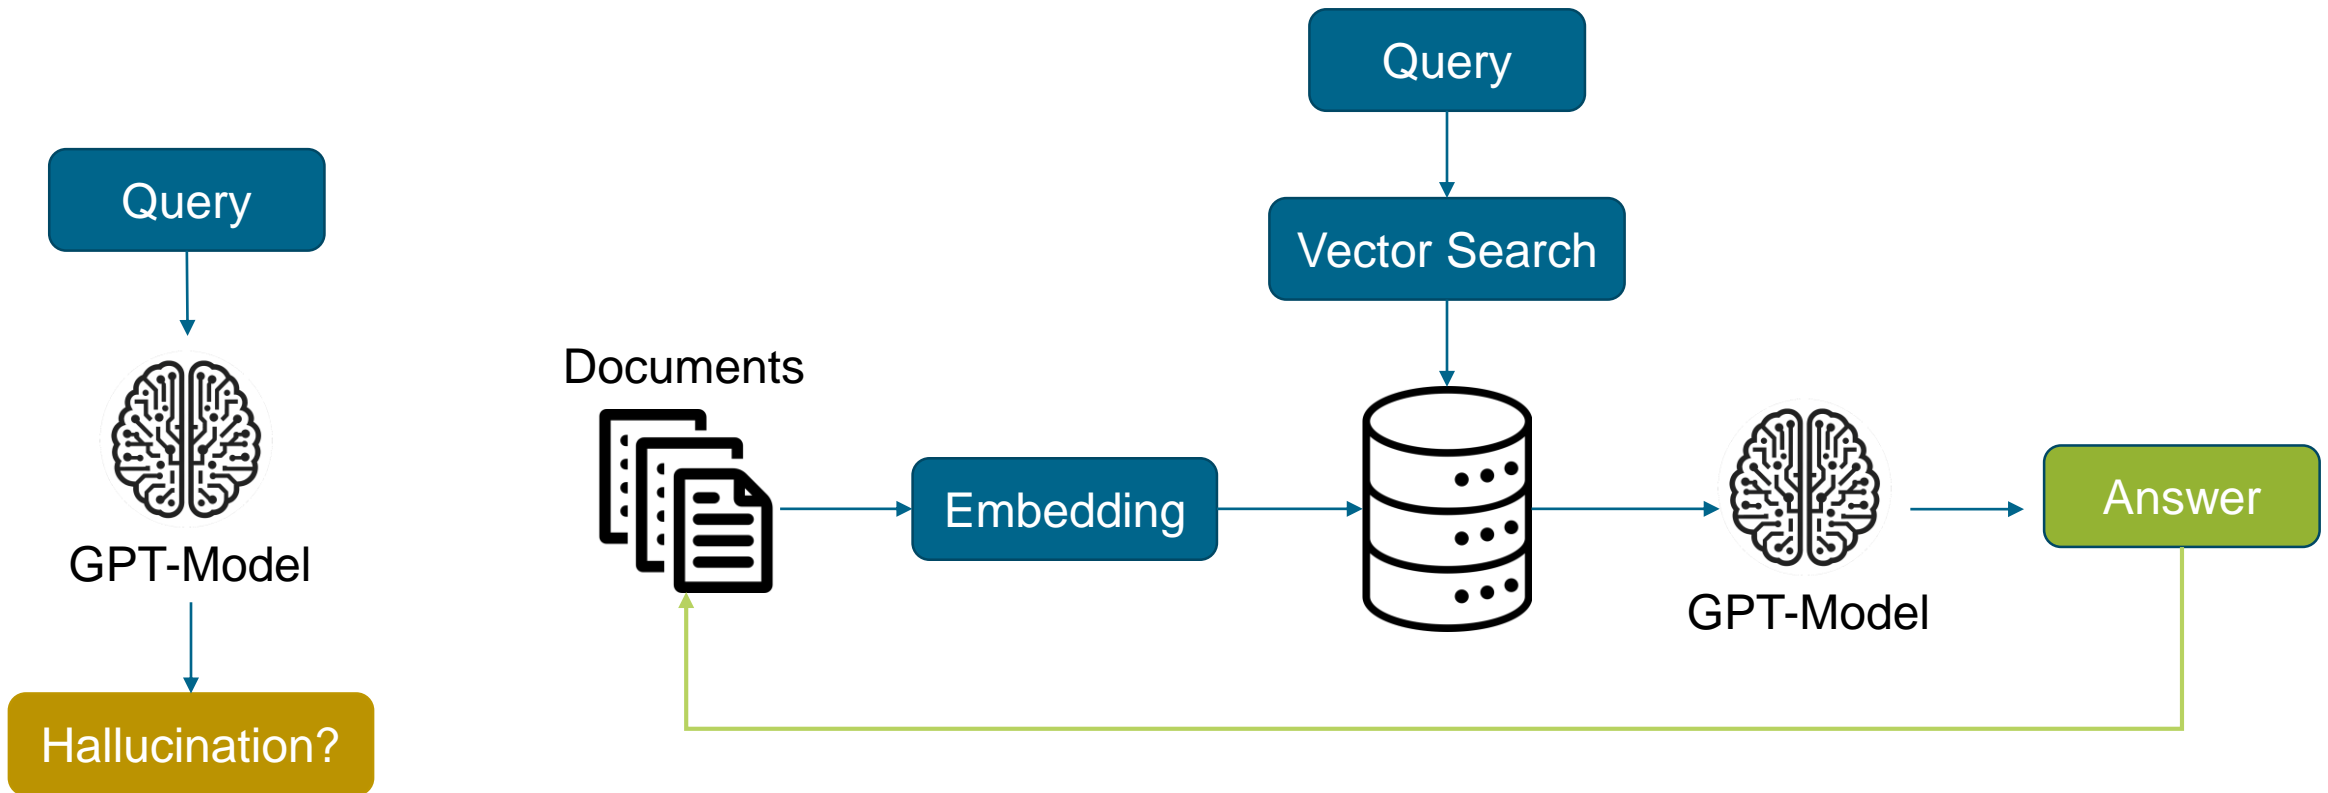 Query
GPT-Model
Hallucination?
Query
Vector Search
Documents
Embedding
GPT-Model
Answer